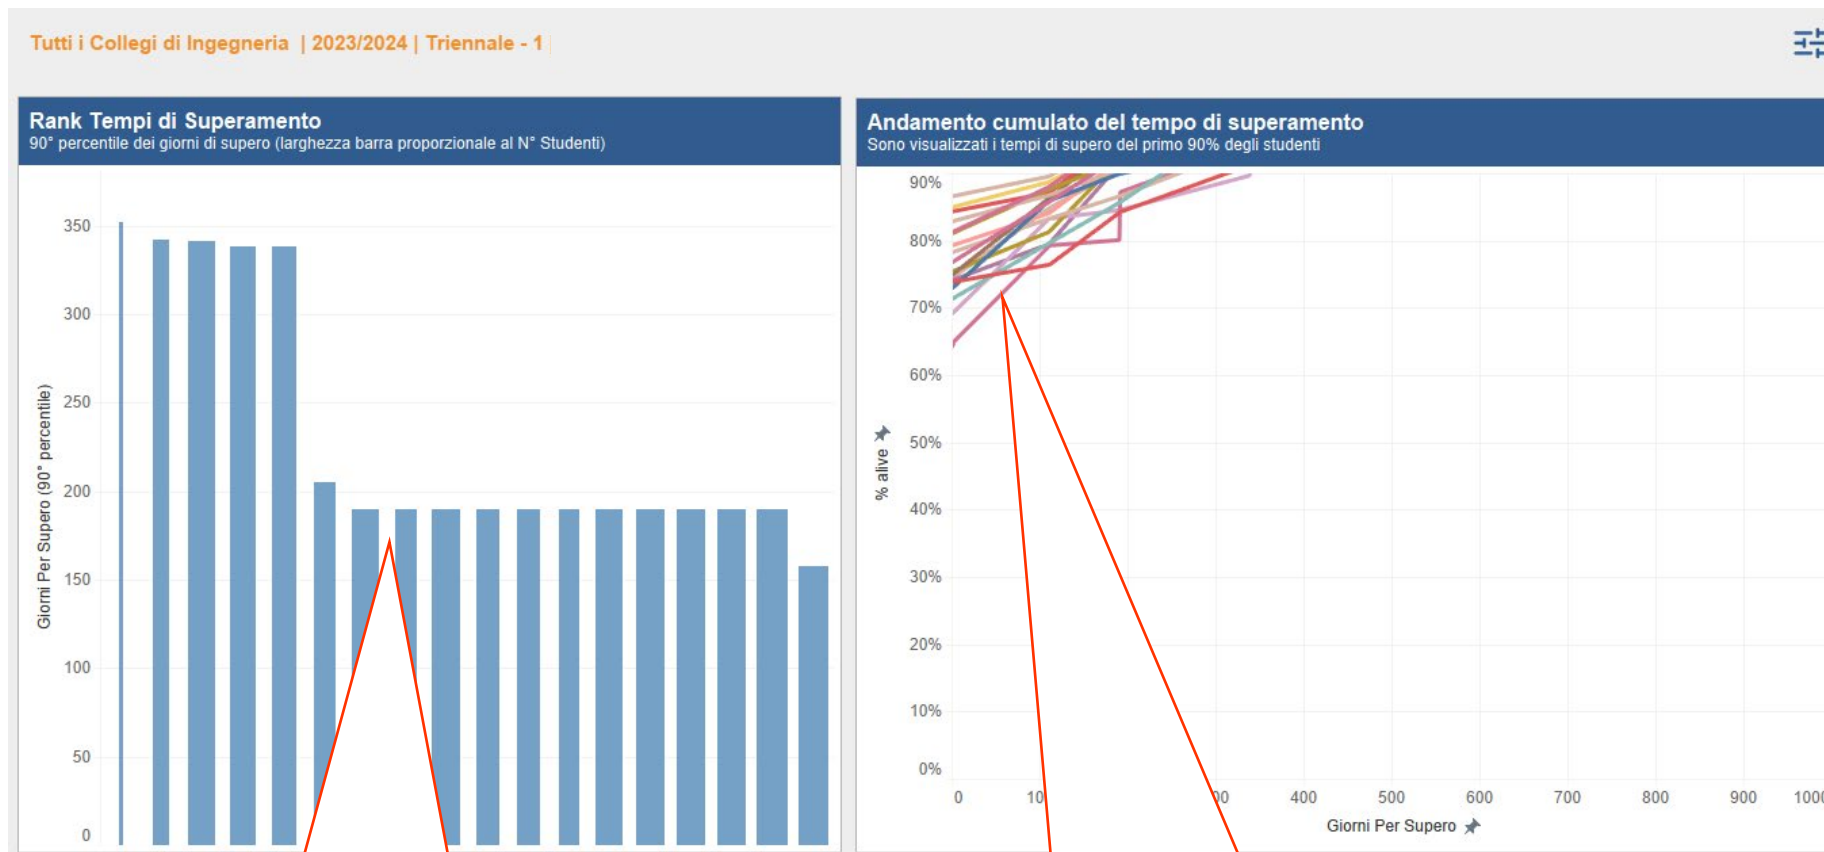 Tutti i Collegi di Ingegneria | 2023/2024 | Triennale - 1
Rank Tempi di Superamento
90° percentile dei giorni di supero (larghezza barra proporzionale al N° Studenti)
Giorni Per Supero (90° percentile)
350
300
250
200
150
100
50
0
Andamento cumulato del tempo di superamento
Sono visualizzati i tempi di supero del primo 90% degli studenti
% alive
90%
80%
70%
60%
50%
40%
30%
20%
10%
0%
0 400 500 600 700 800 900 1000
Giorni Per Supero